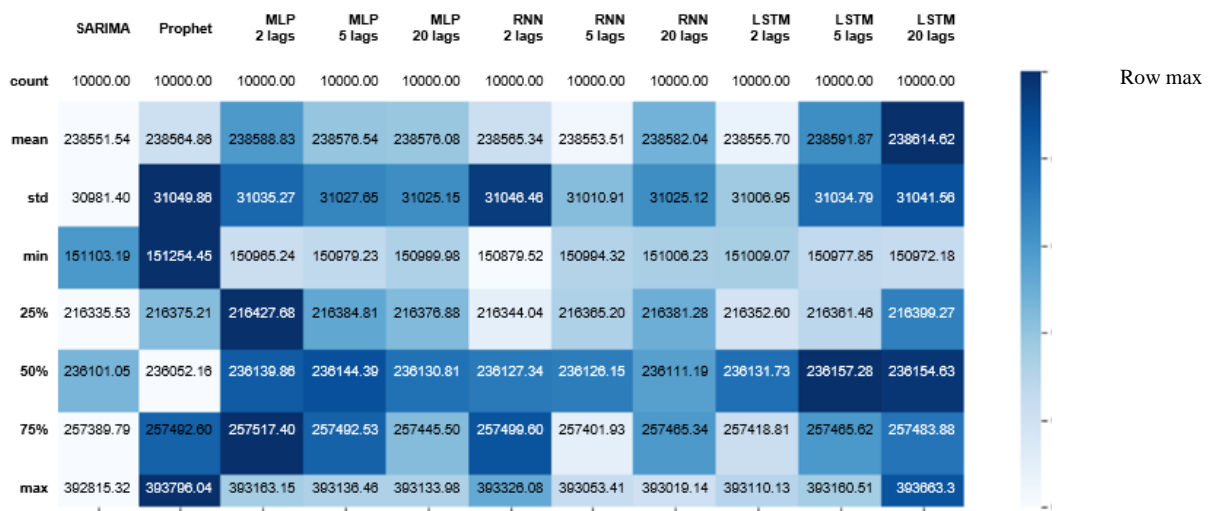 SARIMA Prophet MLP 2 lags MLP 5 lags MLP 20 lags RNN 2 lags RNN 5 lags RNN 20 lags LSTM 2 lags LSTM 5 lags LSTM 20 lags
count 10000.00 10000.00 10000.00 10000.00 10000.00 10000.00 10000.00 10000.00 10000.00 10000.00 10000.00 Row max
mean 238551.54 238564.86 238588.83 238576.54 238576.08 238565.34 238553.51 238582.04 238555.70 238591.87 238614.62
std 30981.40 31049.86 31035.27 31027.65 31025.15 31046.46 31010.91 31025.12 31006.95 31034.79 31041.56
min 151103.19 151254.45 150965.24 150979.23 150999.98 150879.52 150994.32 151006.23 151009.07 150977.85 150972.18
25% 216335.53 216375.21 216427.68 216384.81 216376.88 216344.04 216365.20 216381.28 216352.60 216361.46 216399.27
50% 236101.05 236052.16 236139.86 236144.39 236130.81 236127.34 236126.15 236111.19 236131.73 236157.28 236154.63
75% 257389.79 257492.60 257517.40 257492.53 257445.50 257499.60 257401.93 257465.34 257418.81 257465.62 257483.88
max 392815.32 393796.04 393163.15 393136.46 393133.98 393326.08 393053.41 393019.14 393110.13 393160.51 393663.3